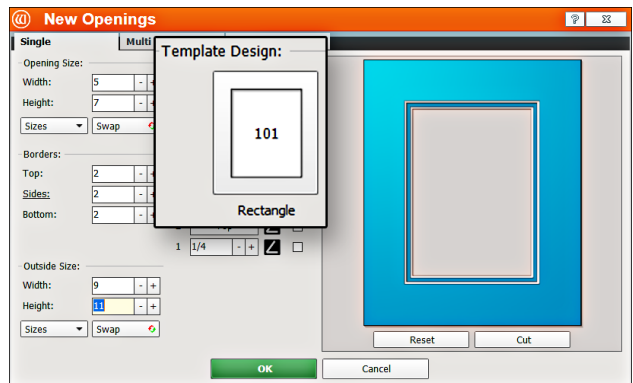 New Openings
? ☒
Single
Multi
Template Design:
101
Rectangle
Opening Size:
Width: 5 - +
Height: 7 - +
Sizes Swap
Borders:
Top: 2 - +
Sides: 2 - +
Bottom: 2 - +
1 1/4 - +
Outside Size:
Width: 9 - +
Height: 11 - +
Sizes Swap
Reset Cut
OK Cancel